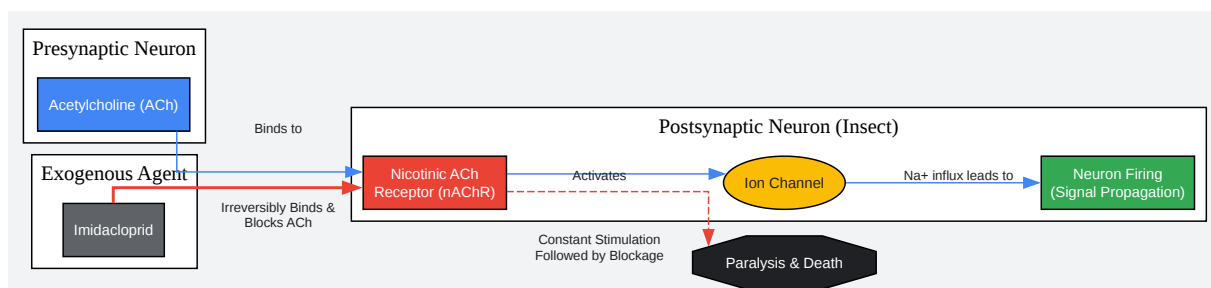 Presynaptic Neuron
Acetylcholine (ACh)
Binds to
Exogenous Agent
Imidacloprid
Irreversibly Binds &
Blocks ACh
Postsynaptic Neuron (Insect)
Nicotinic ACh
Receptor (nAChR)
Activates
Ion Channel
Na+ influx leads to
Neuron Firing
(Signal Propagation)
Constant Stimulation
Followed by Blockage
Paralysis & Death